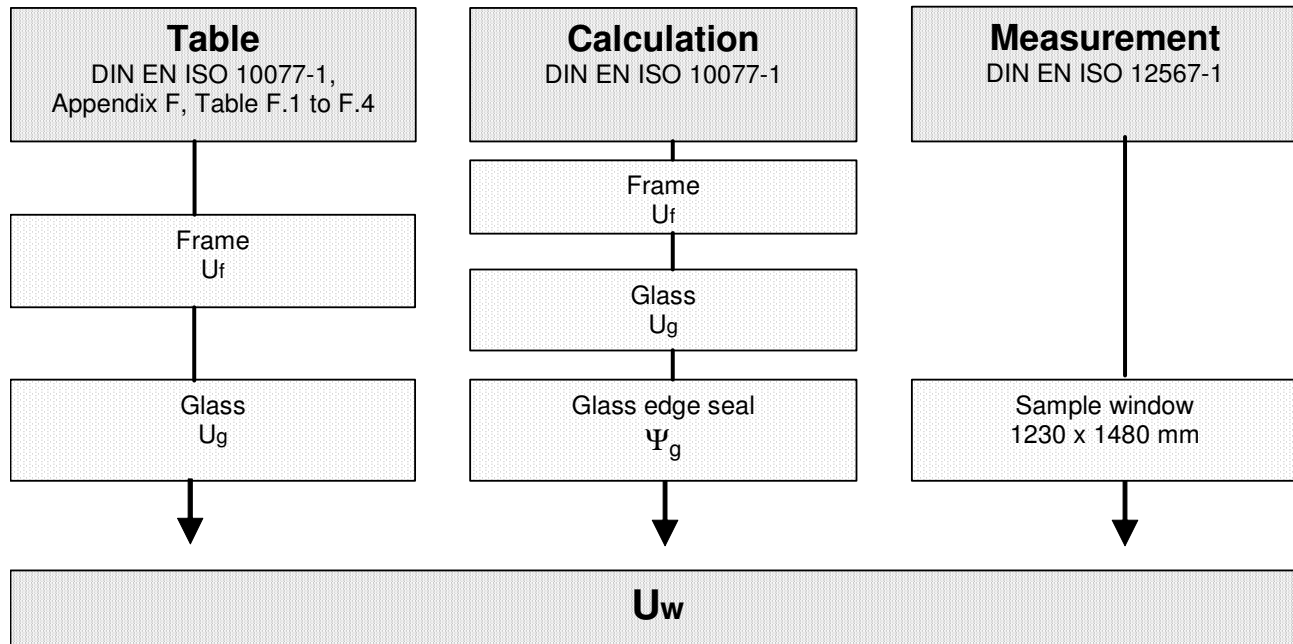 Table
DIN EN ISO 10077-1,
Appendix F, Table F.1 to F.4
Frame
Uf
Glass
Ug
Calculation
DIN EN ISO 10077-1
Frame
Uf
Glass
Ug
Glass edge seal
Ψg
Measurement
DIN EN ISO 12567-1
Sample window
1230 x 1480 mm
Uw